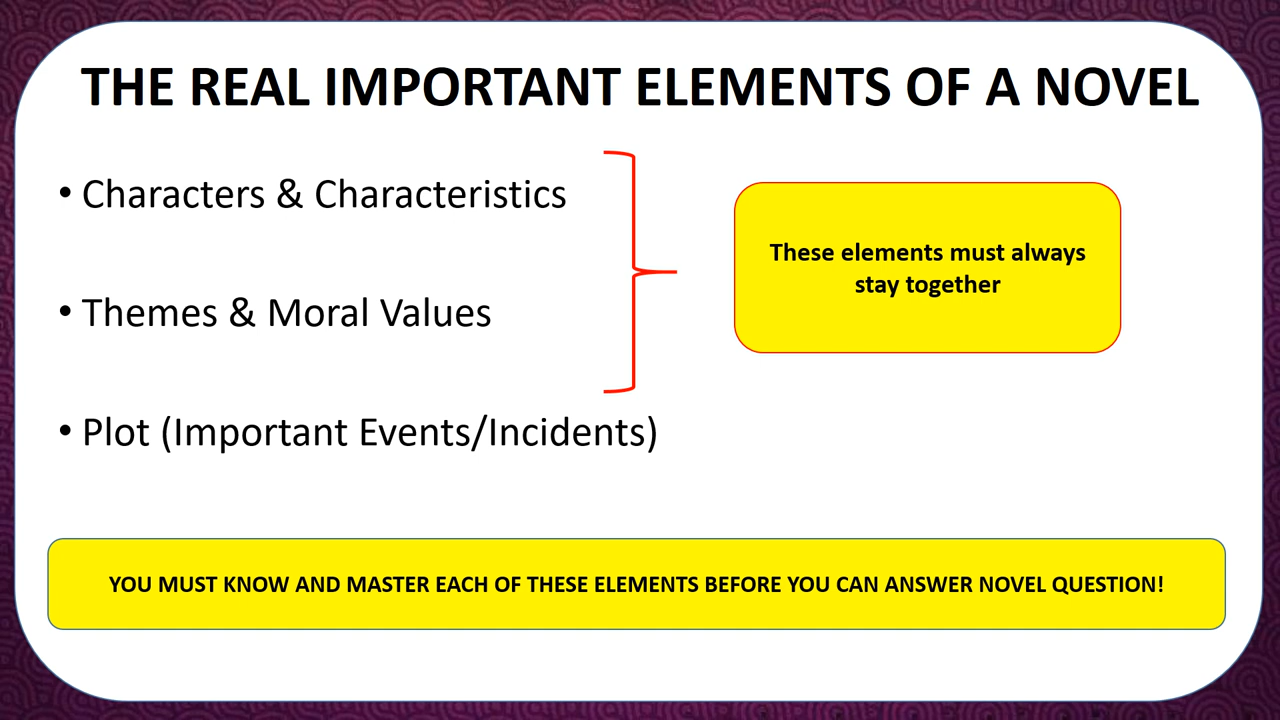 THE REAL IMPORTANT ELEMENTS OF A NOVEL
• Characters & Characteristics
• Themes & Moral Values
• Plot (Important Events/Incidents)
These elements must always
stay together
YOU MUST KNOW AND MASTER EACH OF THESE ELEMENTS BEFORE YOU CAN ANSWER NOVEL QUESTION!